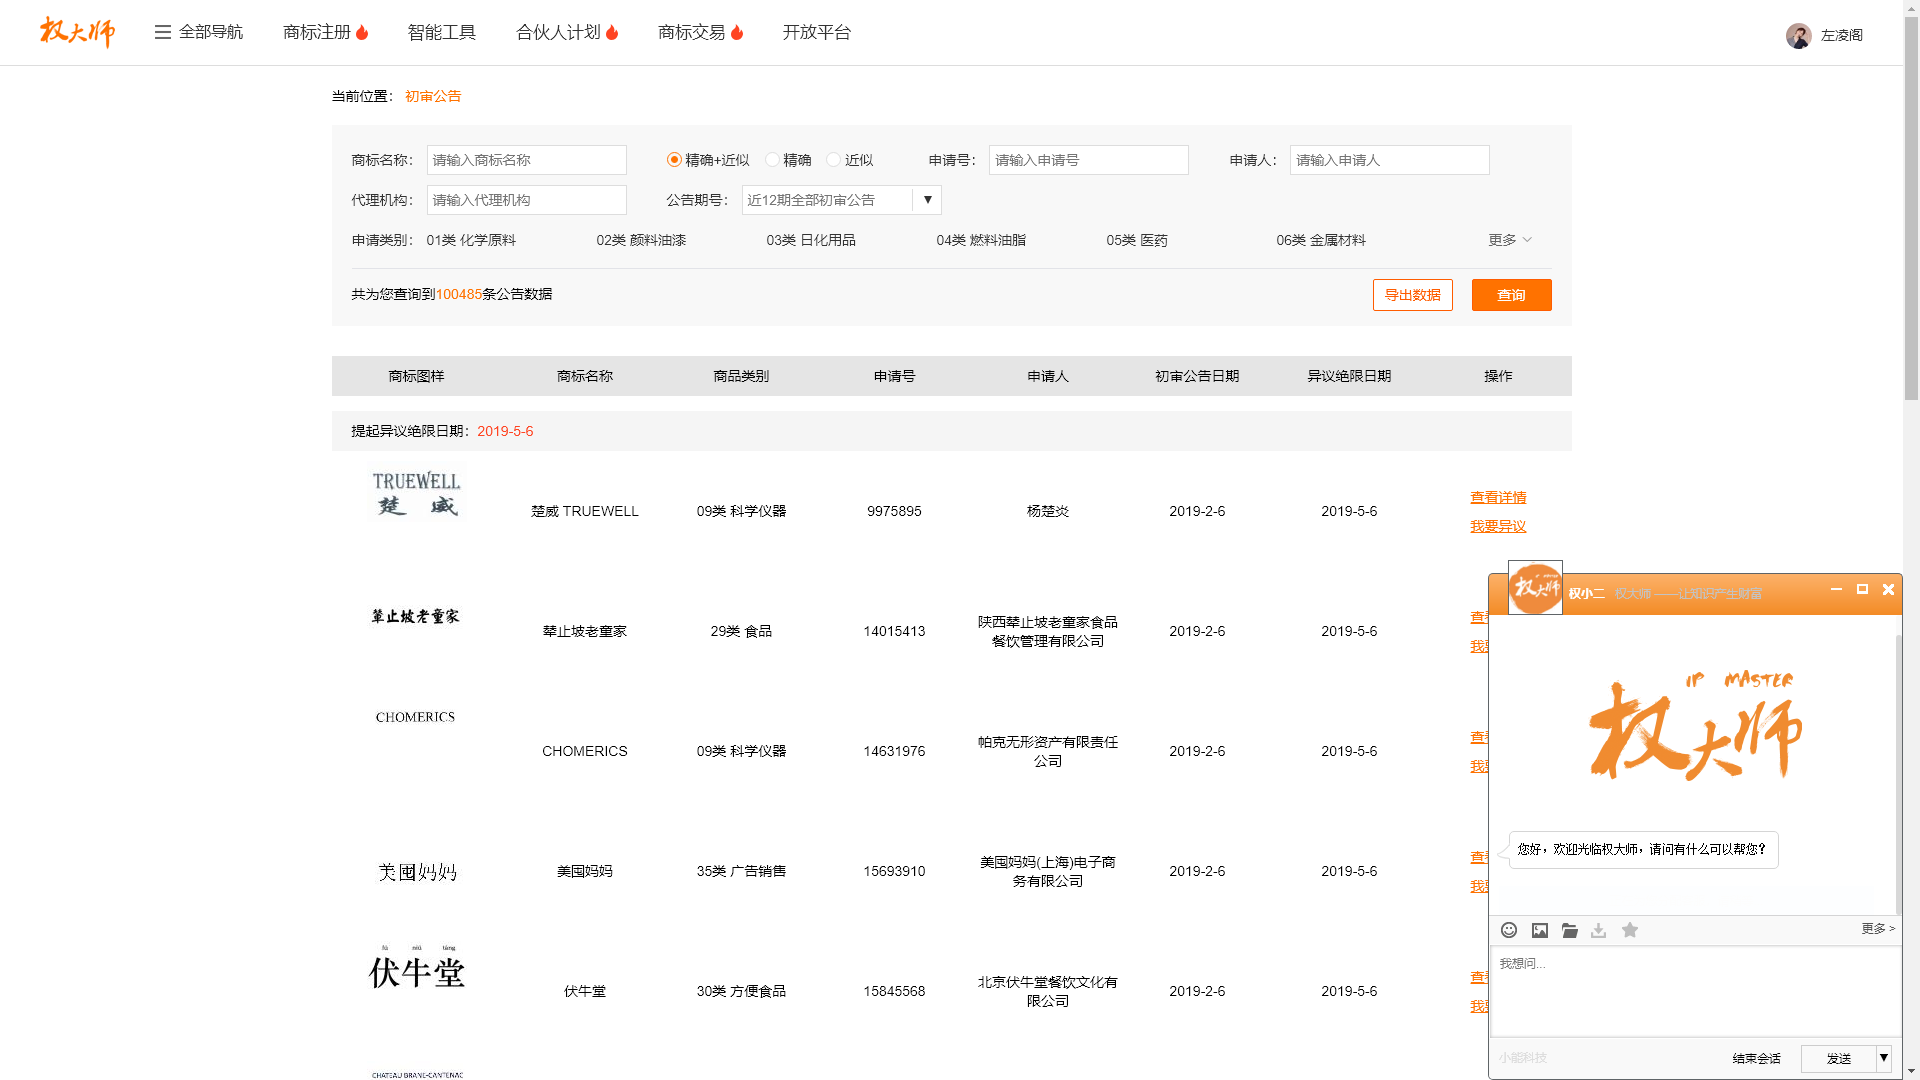 权大师 全部导航 商标注册 智能工具 合伙人计划 商标交易 开放平台 左凌阁
当前位置： 初审公告
商标名称： 请输入商标名称 精确+近似 精确 近似 申请号： 请输入申请号 申请人： 请输入申请人
代理机构： 请输入代理机构 公告期号： 近12期全部初审公告 ▼
申请类别： 01类 化学原料 02类 颜料油漆 03类 日化用品 04类 燃料油脂 05类 医药 06类 金属材料 更多
共为您查询到100485条公告数据 导出数据 查询
商标图样 商标名称 商品类别 申请号 申请人 初审公告日期 异议绝限日期 操作
提起异议绝限日期：2019-5-6
TRUEWELL
楚威
楚威 TRUEWELL 09类 科学仪器 9975895 杨楚炎 2019-2-6 2019-5-6
查看详情
我要异议
辇止坡老童家
辇止坡老童家 29类 食品 14015413 陕西辇止坡老童家食品
餐饮管理有限公司 2019-2-6 2019-5-6
查
我
CHOMERICS
CHOMERICS 09类 科学仪器 14631976 帕克无形资产有限责任
公司 2019-2-6 2019-5-6
查
我
美囤妈妈
美囤妈妈 35类 广告销售 15693910 美囤妈妈(上海)电子商
务有限公司 2019-2-6 2019-5-6
查
我
fú niú táng
伏牛堂
伏牛堂 30类 方便食品 15845568 北京伏牛堂餐饮文化有
限公司 2019-2-6 2019-5-6
查
我
CHATEAU BRANE-CANTENAC
权大师 权小二 权大师 ——让知识产生财富
IP MASTER
权大师
您好，欢迎光临权大师，请问有什么可以帮您？
更多 >
我想问...
小能科技 结束会话 发送 ▼